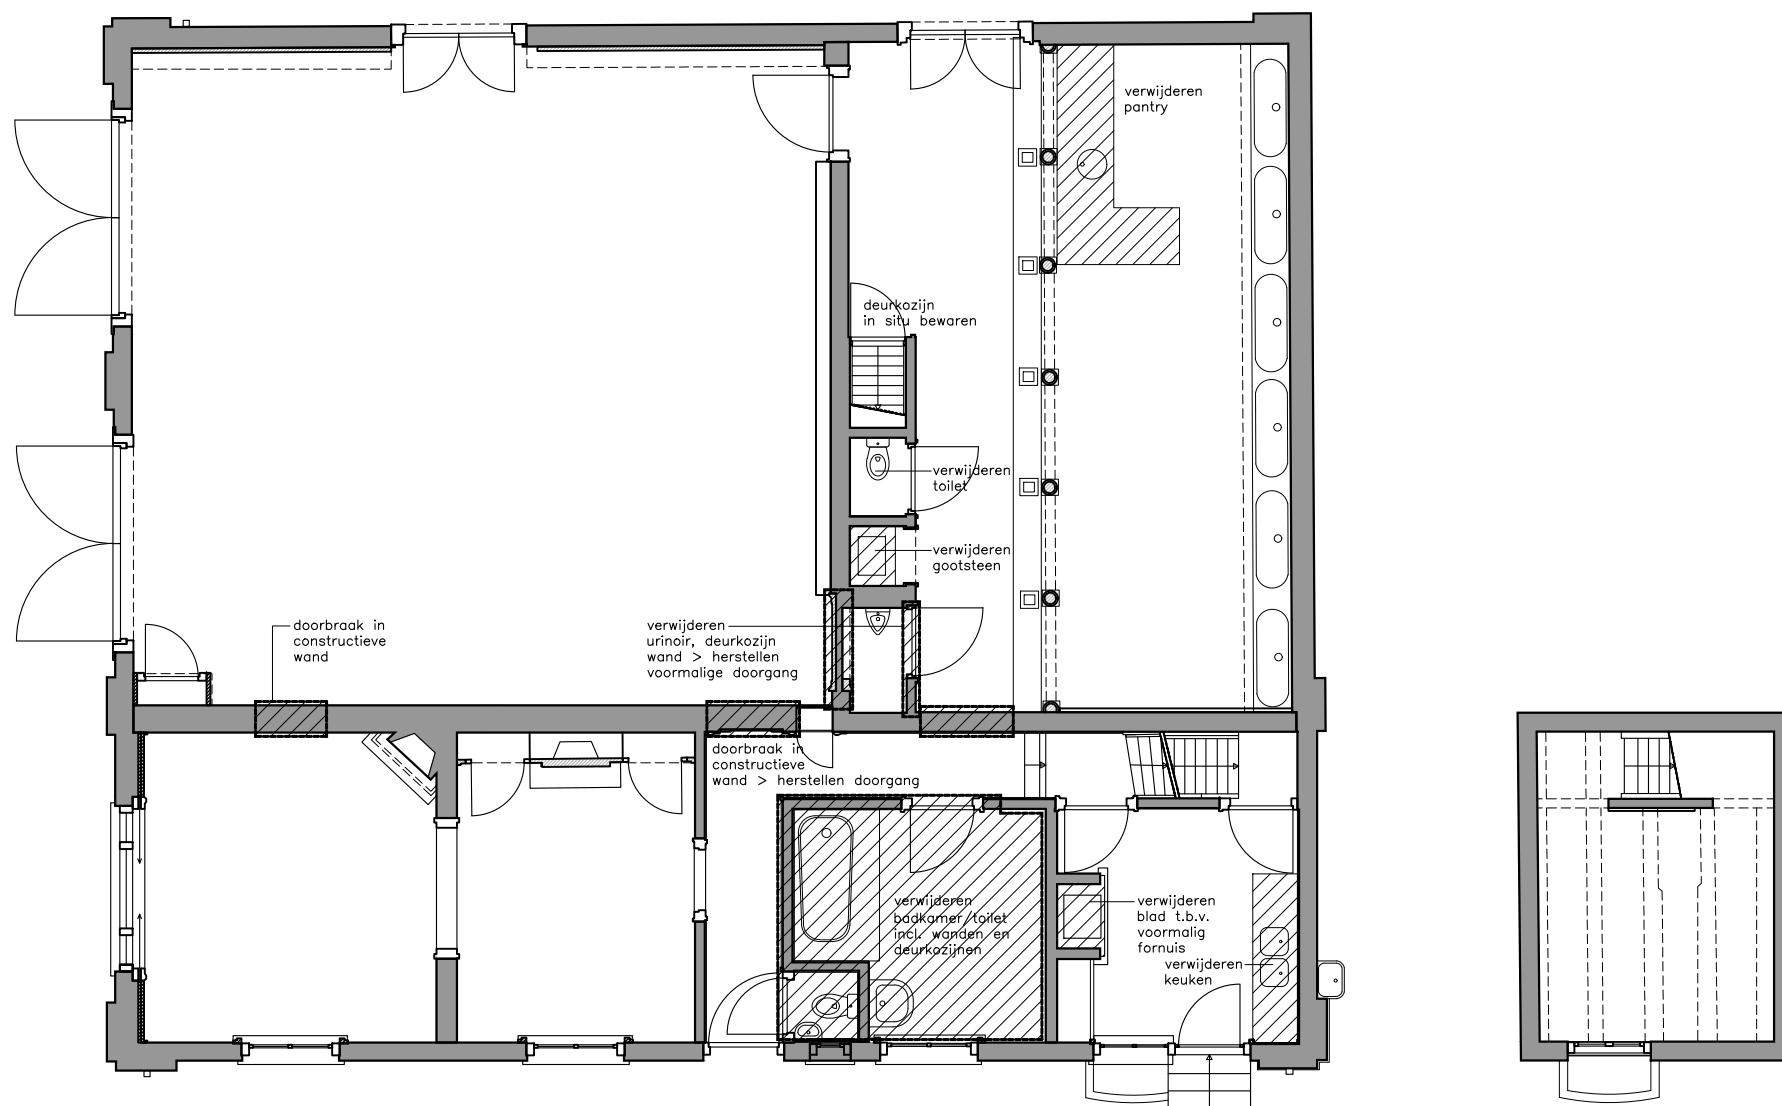 verwijderen
pantry
deurkozijn
in situ bewaren
verwijderen
toilet
verwijderen
gootsteen
doorbraak in
constructieve
wand
verwijderen
urinoir, deurkozijn
wand > herstellen
voormalige doorgang
doorbraak in
constructieve
wand > herstellen doorgang
verwijderen
badkamer/toilet
incl. wanden en
deurkozijnen
verwijderen
blad t.b.v.
voormalig
fornuis
verwijderen
keuken